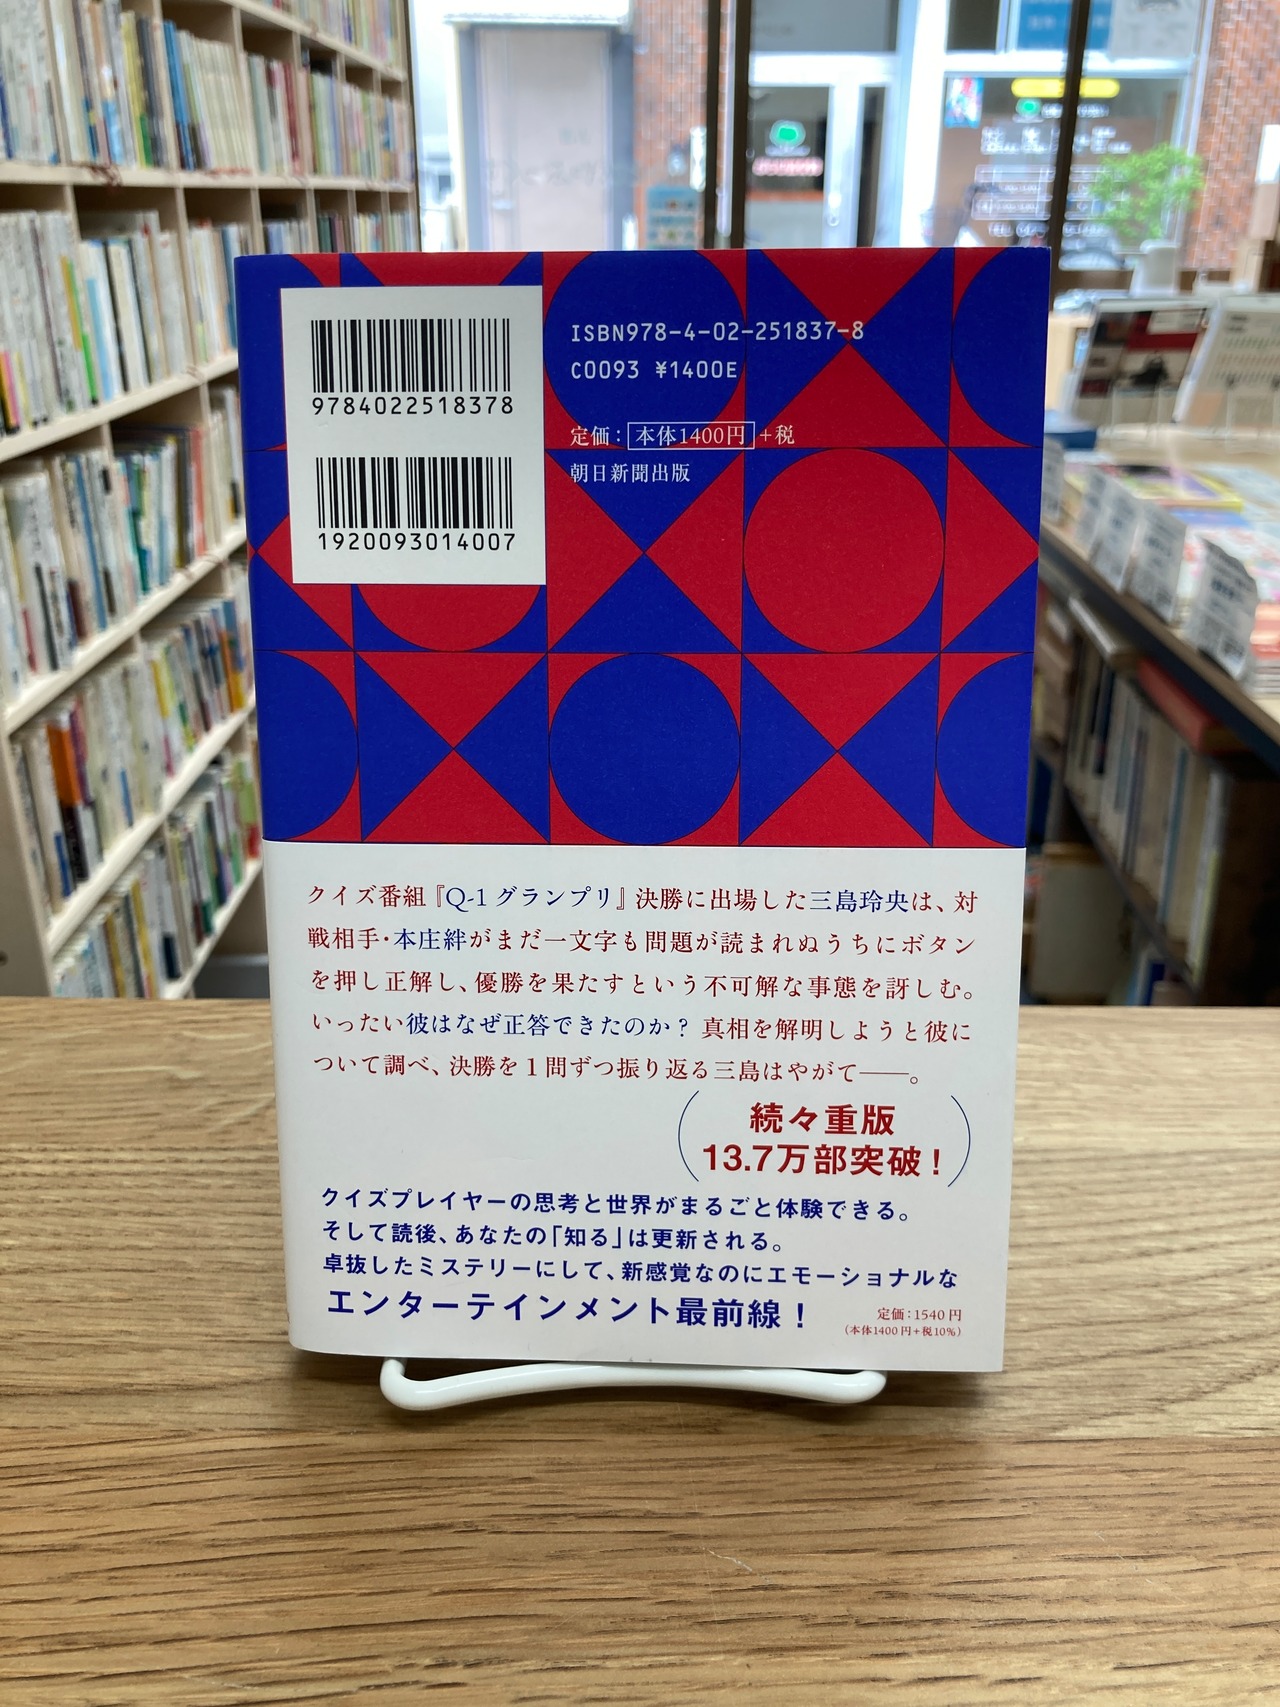 9784022518378
1920093014007
ISBN978-4-02-251837-8
C0093 ¥1400E
定価：本体1400円＋税
朝日新聞出版
クイズ番組『Q-1グランプリ』決勝に出場した三島玲央は、対
戦相手・本庄絆がまだ一文字も問題が読まれぬうちにボタン
を押し正解し、優勝を果たすという不可解な事態を訝しむ。
いったい彼はなぜ正答できたのか？ 真相を解明しようと彼に
ついて調べ、決勝を１問ずつ振り返る三島はやがて――。
続々重版
13.7万部突破！
クイズプレイヤーの思考と世界がまるごと体験できる。
そして読後、あなたの「知る」は更新される。
卓抜したミステリーにして、新感覚なのにエモーショナルな
エンターテインメント最前線！
定価：1540円
（本体1400円＋税10％）